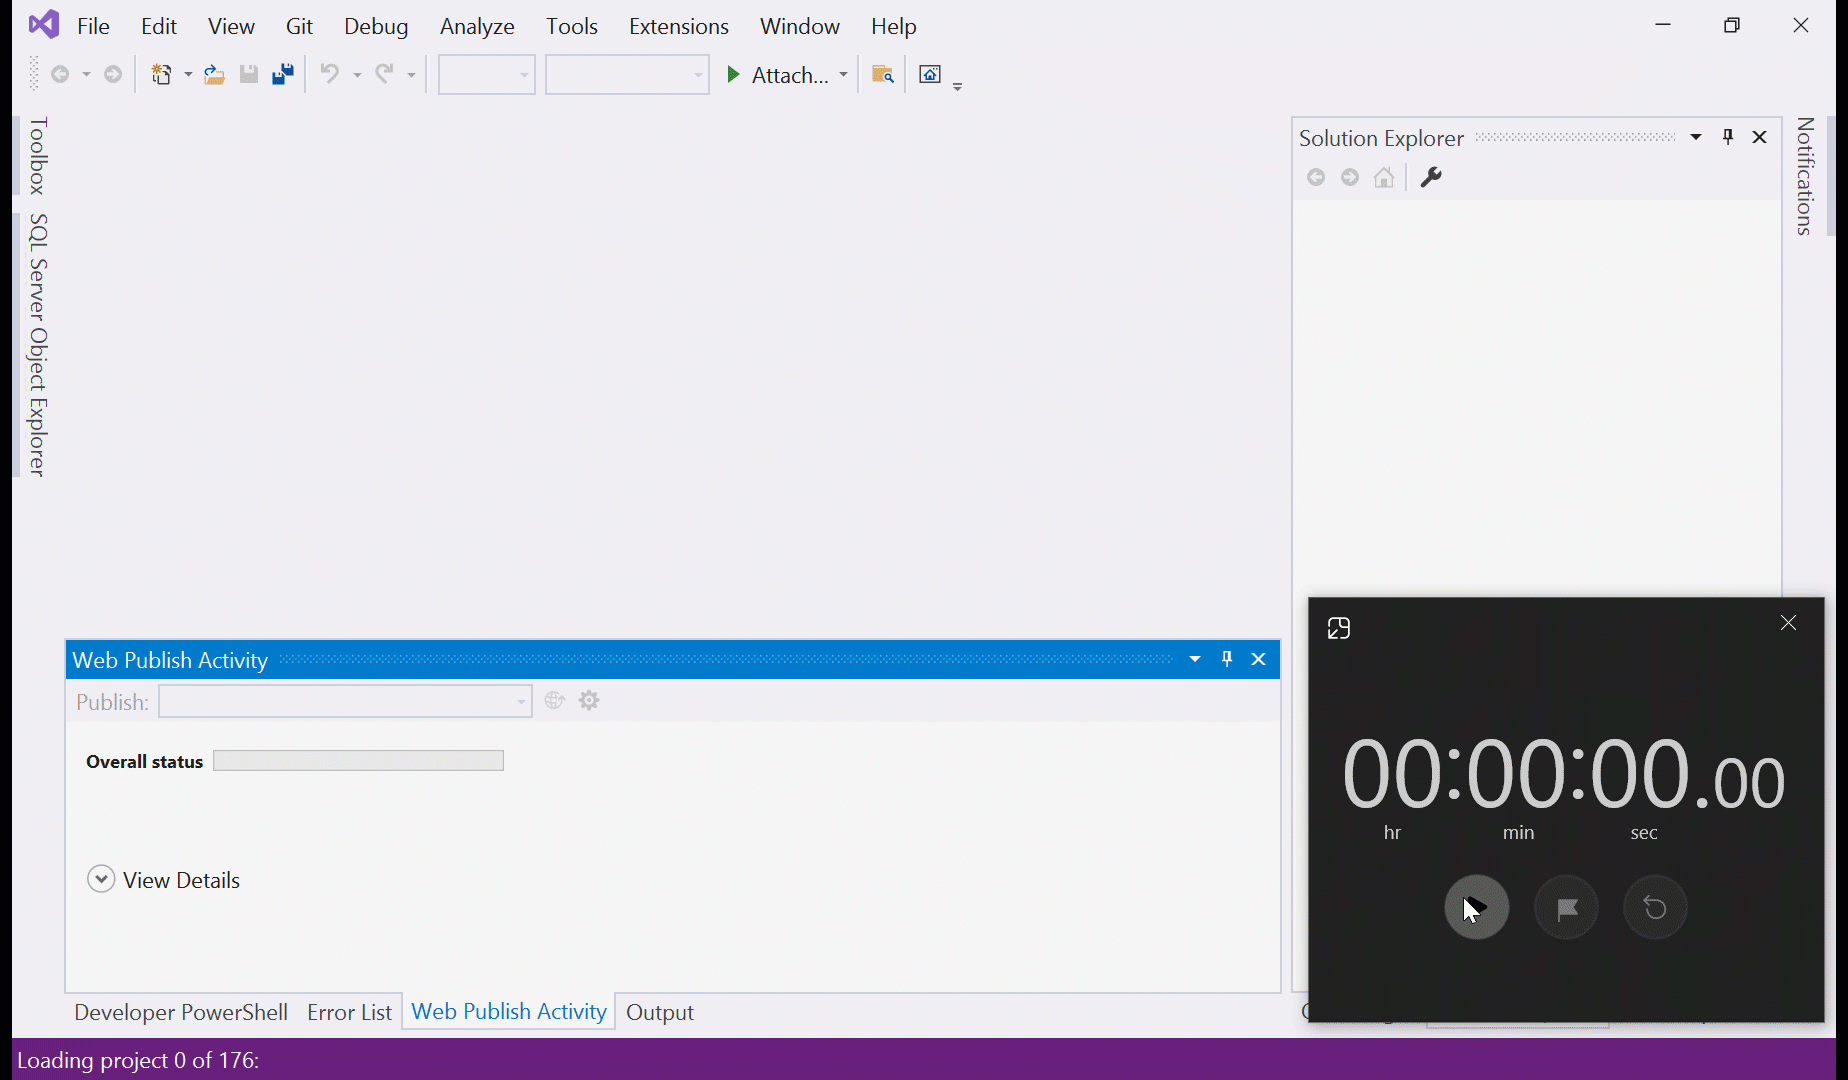 File Edit View Git Debug Analyze Tools Extensions Window Help
Attach...
Toolbox
SQL Server Object Explorer
Solution Explorer
Notifications
Web Publish Activity
Publish:
Overall status
View Details
00:00:00.00
hr min sec
Developer PowerShell Error List Web Publish Activity Output
Loading project 0 of 176: